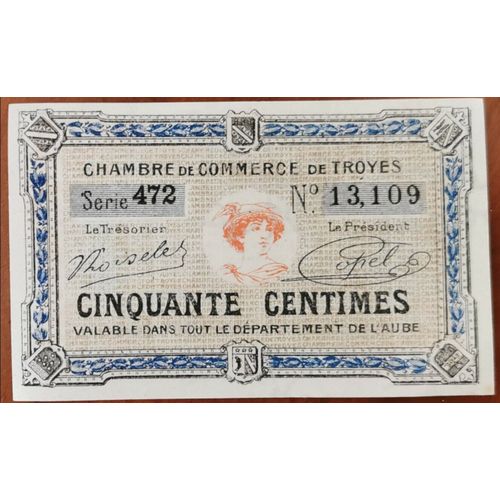 CHAMBRE DE COMMERCE DE TROYES
Serie 472 Nº 13,109
Le Trésorier Le Président
CINQUANTE CENTIMES
VALABLE DANS TOUT LE DÉPARTEMENT DE L'AUBE